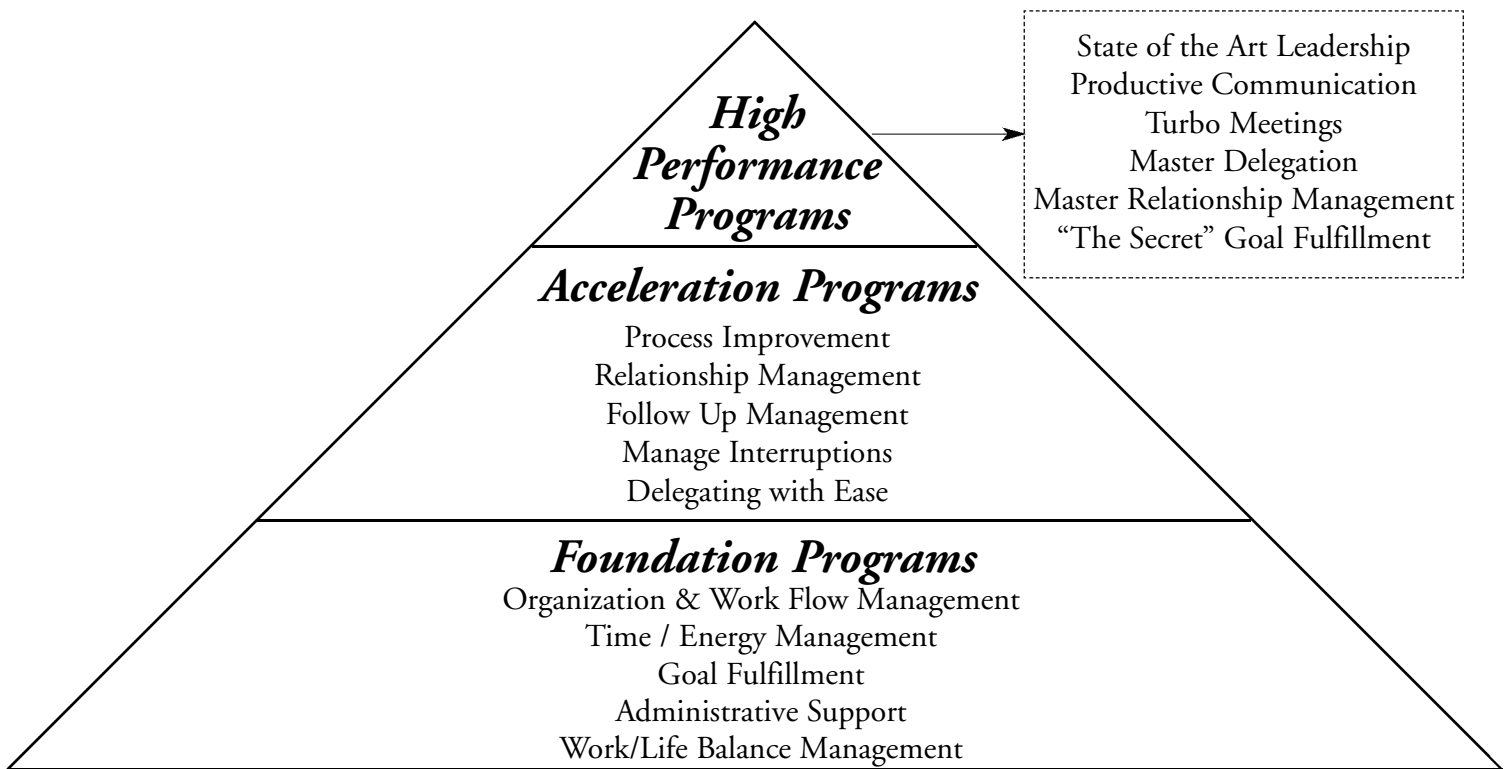 High
Performance
Programs
State of the Art Leadership
Productive Communication
Turbo Meetings
Master Delegation
Master Relationship Management
“The Secret” Goal Fulfillment
Acceleration Programs
Process Improvement
Relationship Management
Follow Up Management
Manage Interruptions
Delegating with Ease
Foundation Programs
Organization & Work Flow Management
Time / Energy Management
Goal Fulfillment
Administrative Support
Work/Life Balance Management